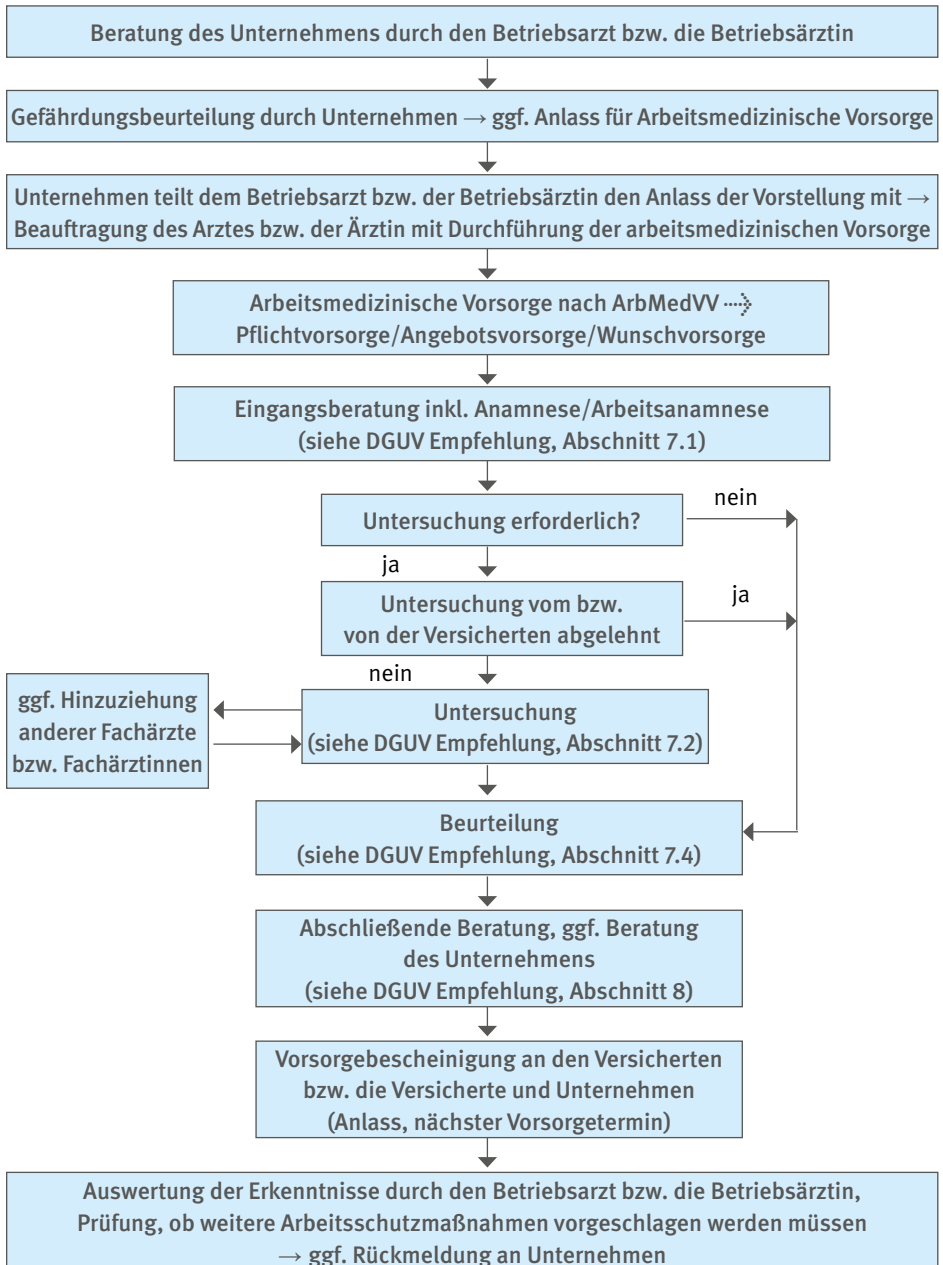 Beratung des Unternehmens durch den Betriebsarzt bzw. die Betriebsärztin
Gefährdungsbeurteilung durch Unternehmen → ggf. Anlass für Arbeitsmedizinische Vorsorge
Unternehmen teilt dem Betriebsarzt bzw. der Betriebsärztin den Anlass der Vorstellung mit →
Beauftragung des Arztes bzw. der Ärztin mit Durchführung der arbeitsmedizinischen Vorsorge
Arbeitsmedizinische Vorsorge nach ArbMedVV ⤑
Pflichtvorsorge/Angebotsvorsorge/Wunschvorsorge
Eingangsberatung inkl. Anamnese/Arbeitsanamnese
(siehe DGUV Empfehlung, Abschnitt 7.1)
Untersuchung erforderlich?
nein
ja
Untersuchung vom bzw.
von der Versicherten abgelehnt
ja
nein
ggf. Hinzuziehung
anderer Fachärzte
bzw. Fachärztinnen
Untersuchung
(siehe DGUV Empfehlung, Abschnitt 7.2)
Beurteilung
(siehe DGUV Empfehlung, Abschnitt 7.4)
Abschließende Beratung, ggf. Beratung
des Unternehmens
(siehe DGUV Empfehlung, Abschnitt 8)
Vorsorgebescheinigung an den Versicherten
bzw. die Versicherte und Unternehmen
(Anlass, nächster Vorsorgetermin)
Auswertung der Erkenntnisse durch den Betriebsarzt bzw. die Betriebsärztin,
Prüfung, ob weitere Arbeitsschutzmaßnahmen vorgeschlagen werden müssen
→ ggf. Rückmeldung an Unternehmen